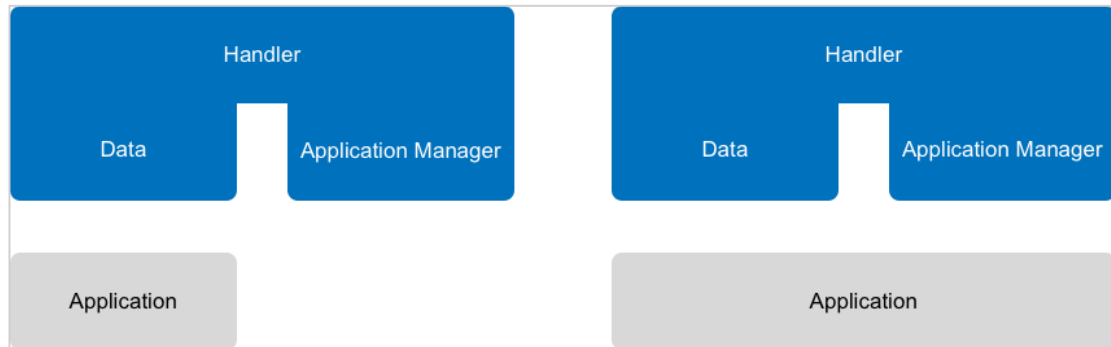 Handler
Handler
Data
Application Manager
Data
Application Manager
Application
Application